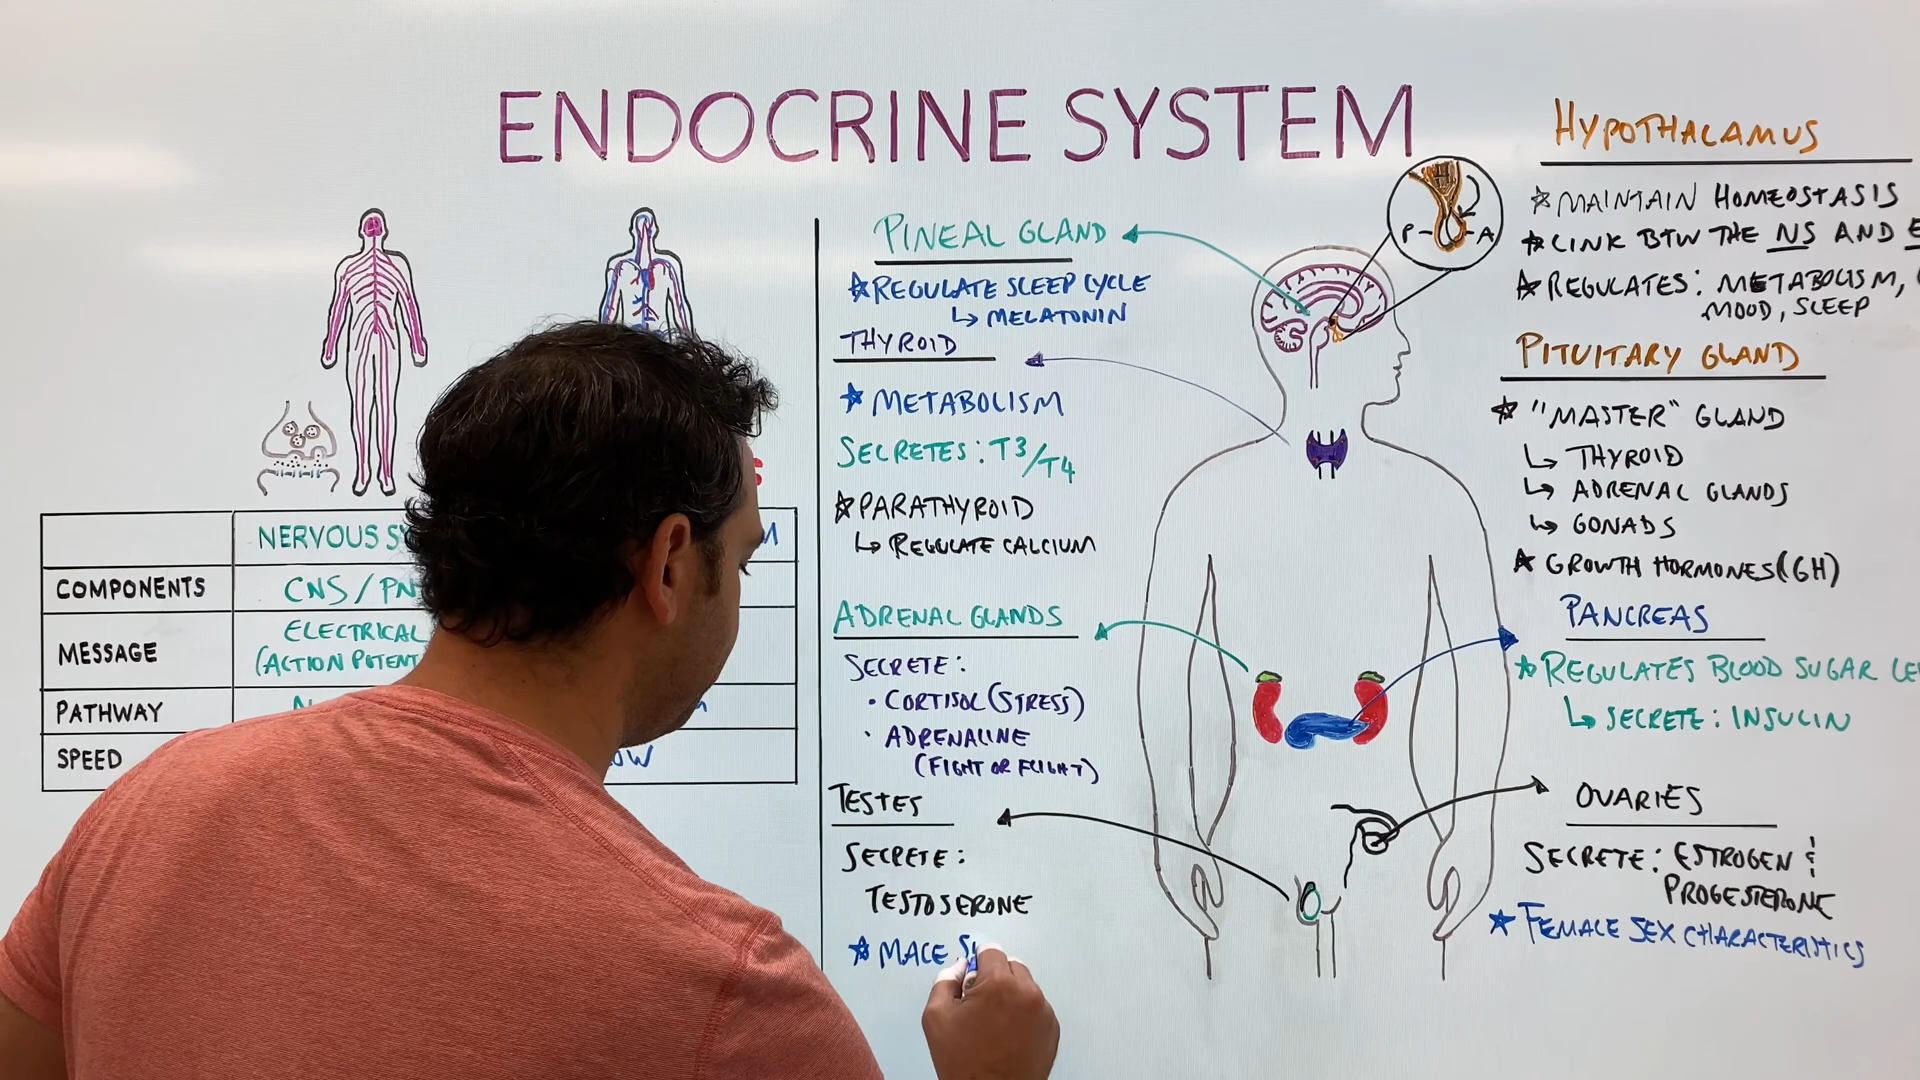 ENDOCRINE SYSTEM
NERVOUS
COMPONENTS
CNS /
MESSAGE
ELECTRICAL
(ACTION
PATHWAY
SPEED
PINEAL GLAND
☆REGULATE SLEEP CYCLE
↳ MELATONIN
THYROID
☆ METABOLISM
SECRETES: T3/T4
☆PARATHYROID
↳ REGULATE CALCIUM
ADRENAL GLANDS
SECRETE:
• CORTISOL (STRESS)
• ADRENALINE
(FIGHT OR FLIGHT)
TESTES
SECRETE:
TESTOSERONE
☆ MALE
P
A
HYPOTHALAMUS
☆MAINTAIN HOMEOSTASIS
☆LINK BTW THE NS AND
☆REGULATES: METABOLISM,
MOOD, SLEEP
PITUITARY GLAND
☆ "MASTER" GLAND
↳ THYROID
↳ ADRENAL GLANDS
↳ GONADS
☆ GROWTH HORMONES (GH)
PANCREAS
☆REGULATES BLOOD SUGAR
↳ SECRETE: INSULIN
OVARIES
SECRETE: ESTROGEN &
PROGESTERONE
☆ FEMALE SEX CHARACTERISTICS